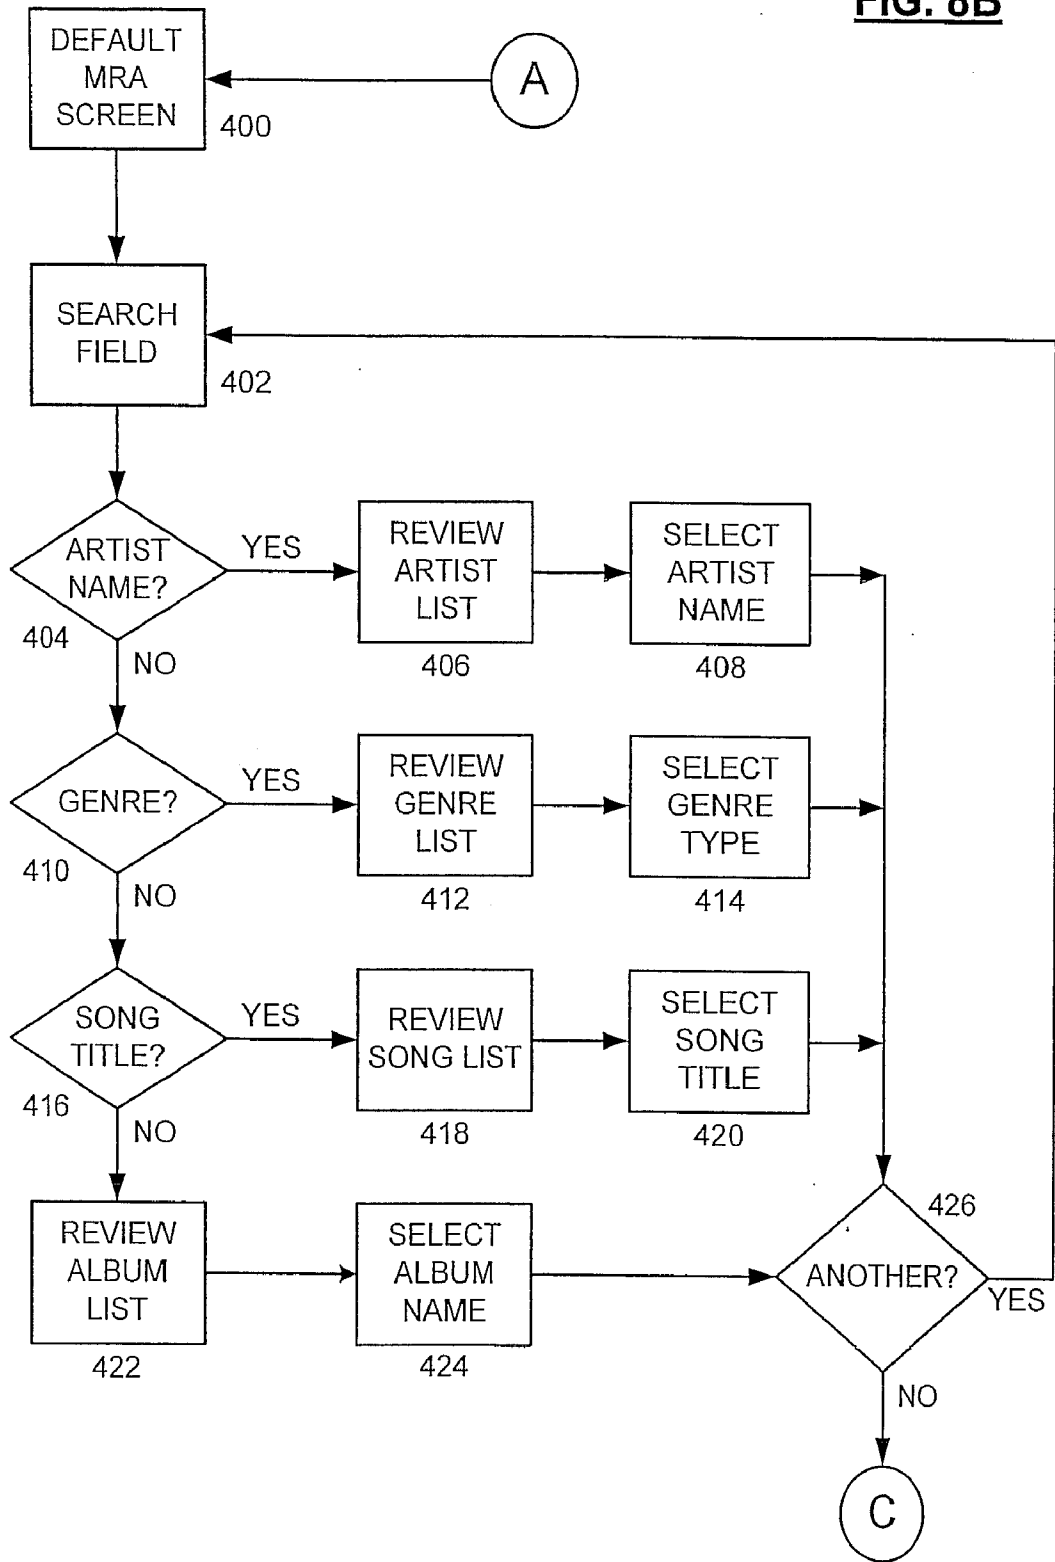 FIG. 8B
DEFAULT
MRA
SCREEN
400
A
SEARCH
FIELD
402
ARTIST
NAME?
404
YES
NO
REVIEW
ARTIST
LIST
406
SELECT
ARTIST
NAME
408
GENRE?
410
YES
NO
REVIEW
GENRE
LIST
412
SELECT
GENRE
TYPE
414
SONG
TITLE?
416
YES
NO
REVIEW
SONG LIST
418
SELECT
SONG
TITLE
420
REVIEW
ALBUM
LIST
422
SELECT
ALBUM
NAME
424
426
ANOTHER?
YES
NO
C